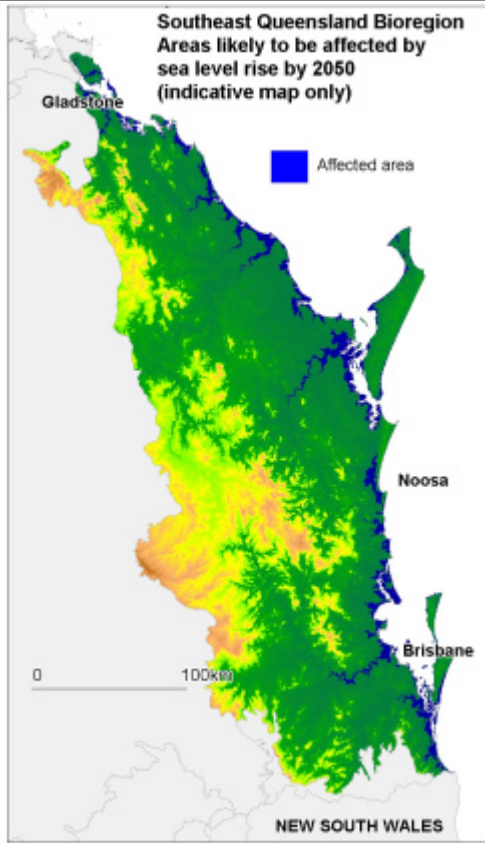 Southeast Queensland Bioregion
Areas likely to be affected by
sea level rise by 2050
(indicative map only)
Gladstone
Affected area
Noosa
Brisbane
0 100km
NEW SOUTH WALES